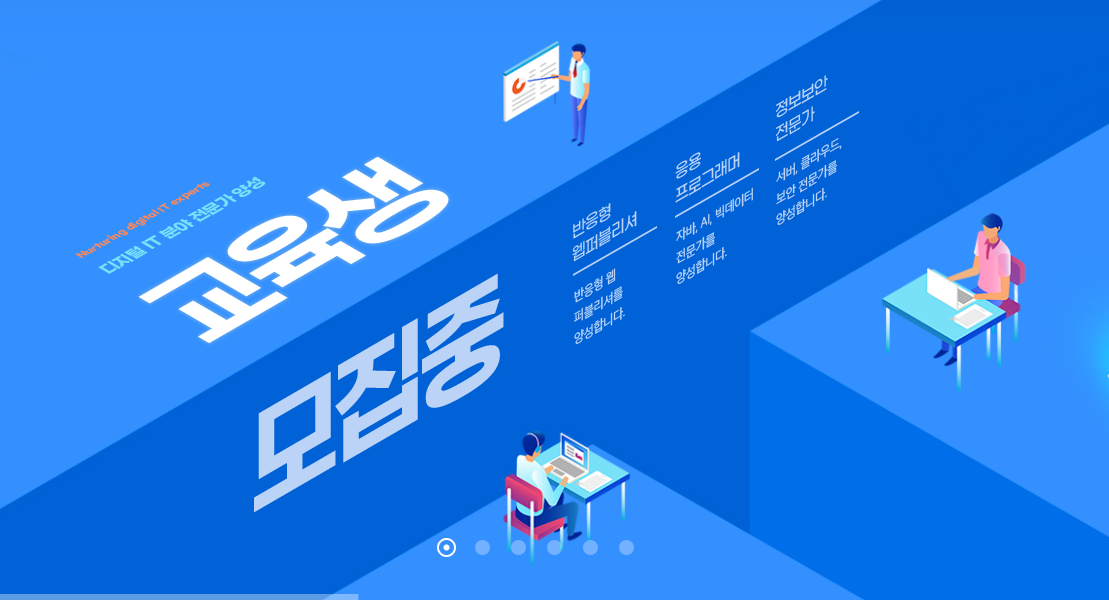 Nurturing digital IT experts
디지털 IT 분야 전문가 양성
교육생
모집중
반응형
웹퍼블리셔
반응형 웹
퍼블리셔를
양성합니다.
응용
프로그래머
자바, AI, 빅데이터
전문가를
양성합니다.
정보보안
전문가
서버, 클라우드,
보안 전문가를
양성합니다.